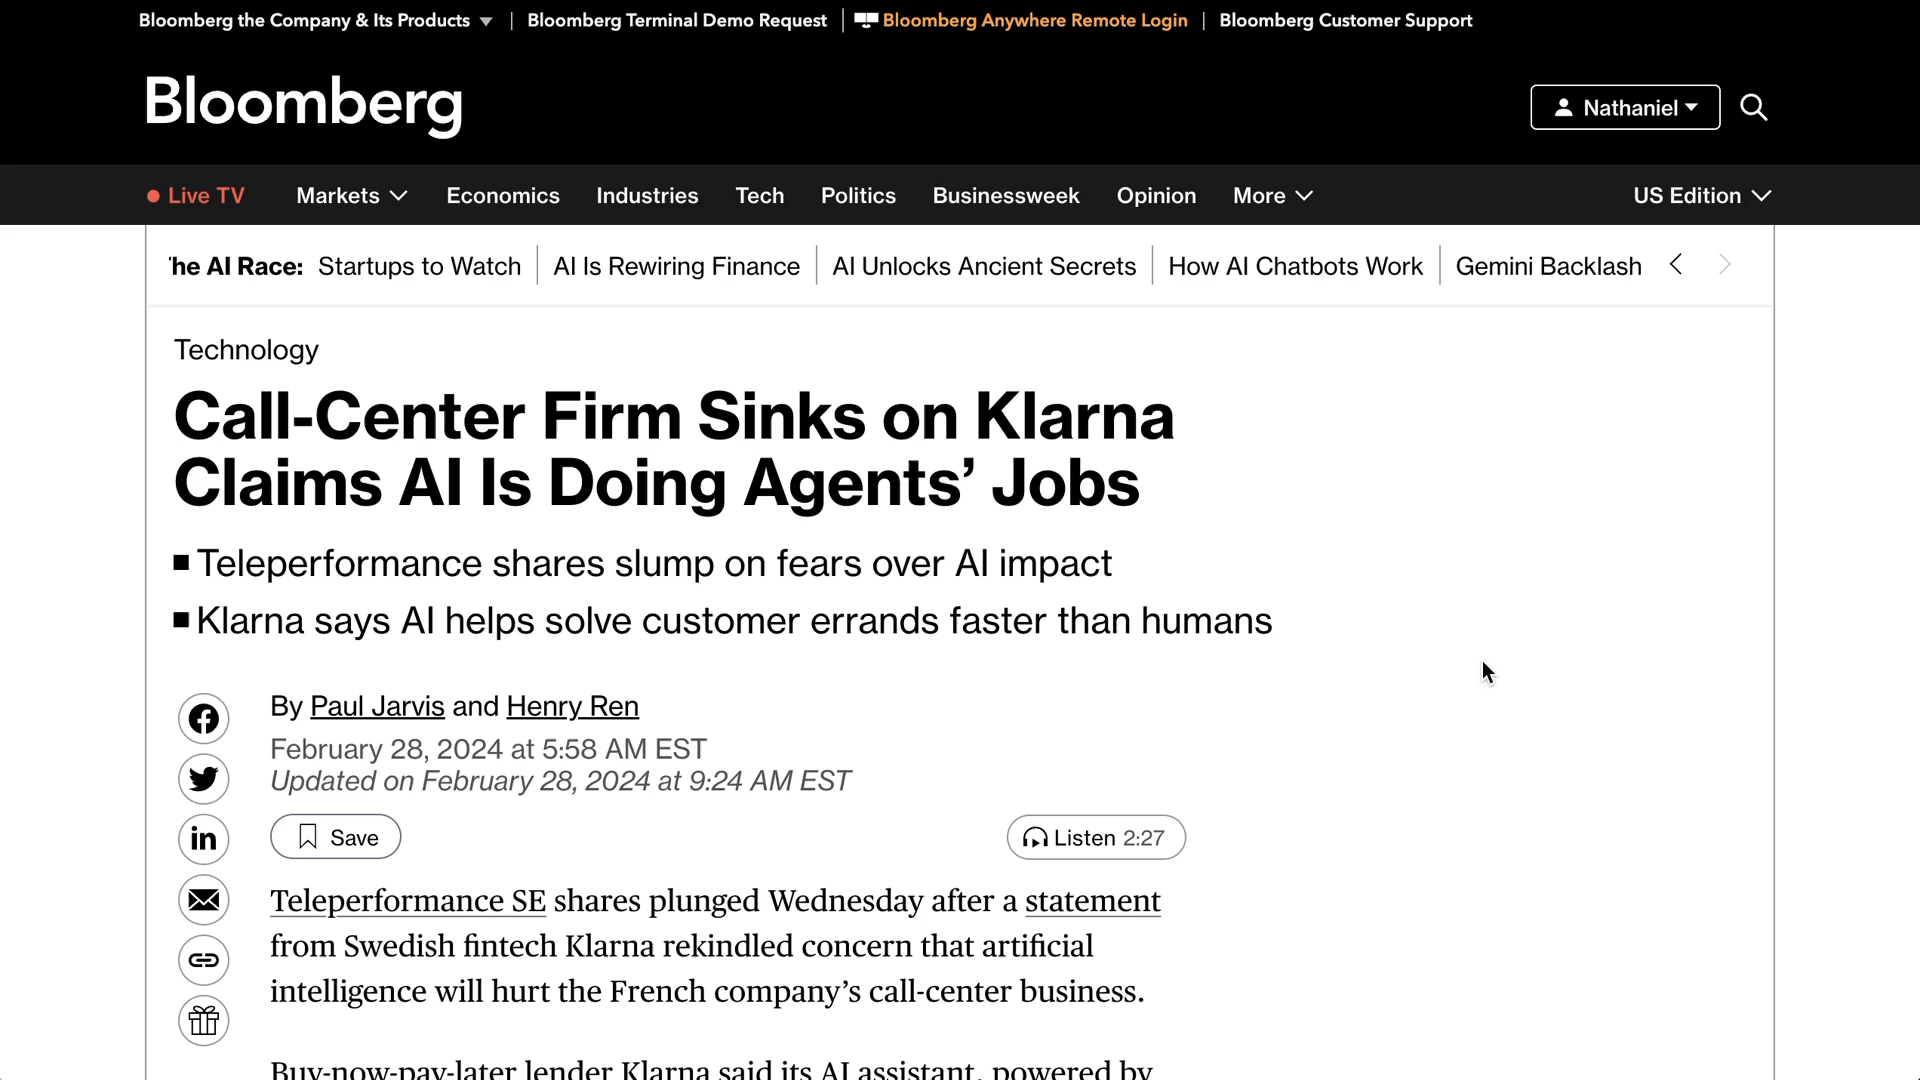 Bloomberg the Company & Its Products
Bloomberg Terminal Demo Request
Bloomberg Anywhere Remote Login
Bloomberg Customer Support
Bloomberg
Nathaniel
Live TV
Markets
Economics
Industries
Tech
Politics
Businessweek
Opinion
More
US Edition
he AI Race:
Startups to Watch
AI Is Rewiring Finance
AI Unlocks Ancient Secrets
How AI Chatbots Work
Gemini Backlash
Technology
Call-Center Firm Sinks on Klarna
Claims AI Is Doing Agents’ Jobs
Teleperformance shares slump on fears over AI impact
Klarna says AI helps solve customer errands faster than humans
By Paul Jarvis and Henry Ren
February 28, 2024 at 5:58 AM EST
Updated on February 28, 2024 at 9:24 AM EST
Save
Listen 2:27
Teleperformance SE shares plunged Wednesday after a statement
from Swedish fintech Klarna rekindled concern that artificial
intelligence will hurt the French company’s call-center business.
Buy-now-pay-later lender Klarna said its AI assistant, powered by